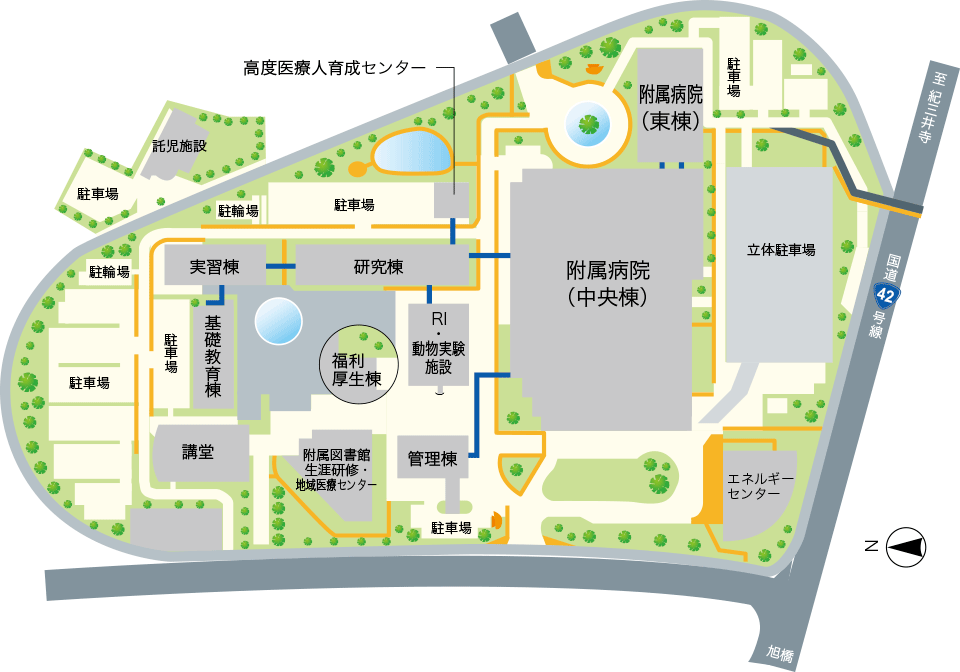 高度医療人育成センター
附属病院
（東棟）
駐車場
至 紀三井寺
託児施設
駐車場
駐輪場
駐車場
立体駐車場
駐輪場
実習棟
研究棟
附属病院
（中央棟）
国道
42
号線
基礎教育棟
駐車場
RI
・
動物実験
施設
福利
厚生棟
駐車場
講堂
附属図書館
生涯研修・
地域医療センター
管理棟
エネルギー
センター
駐車場
N
旭橋